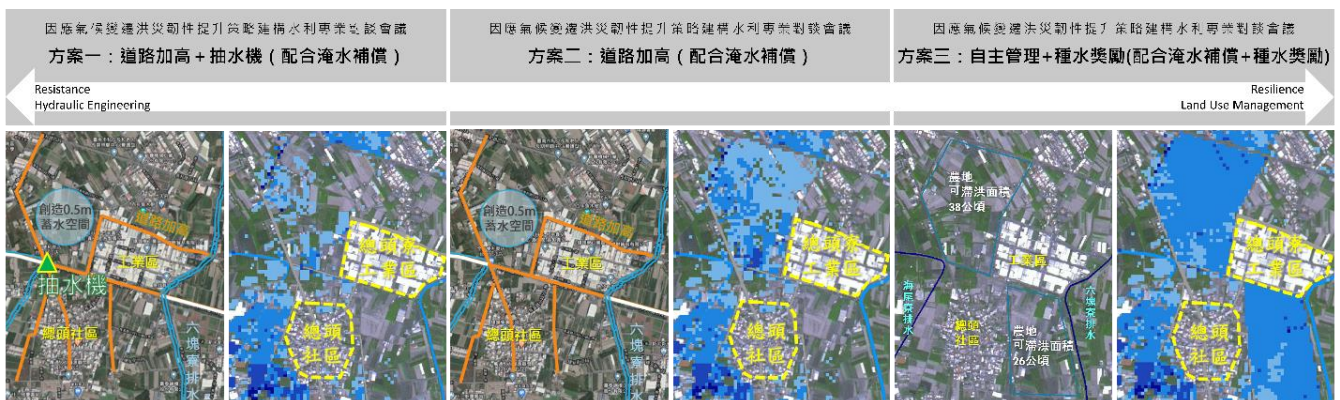 因應氣候變遷洪災韌性提升策略建構水利專業對談會議
方案一：道路加高＋抽水機（配合淹水補償）
因應氣候變遷洪災韌性提升策略建構水利專業對談會議
方案二：道路加高（配合淹水補償）
因應氣候變遷洪災韌性提升策略建構水利專業對談會議
方案三：自主管理+種水獎勵(配合淹水補償+種水獎勵)
Resistance
Hydraulic Engineering
Resilience
Land Use Management
創造0.5m
蓄水空間
道路加高
工業區
抽水機
總頭社區
六塊寮排水
總頭寮
工業區
總頭
社區
創造0.5m
蓄水空間
工業區
總頭社區
六塊寮排水
總頭寮
工業區
總頭
社區
農地
可滯洪面積
38公頃
工業區
海尾寮排水
六塊寮排水
總頭
社區
農地
可滯洪面積
26公頃
總頭寮
工業區
總頭
社區